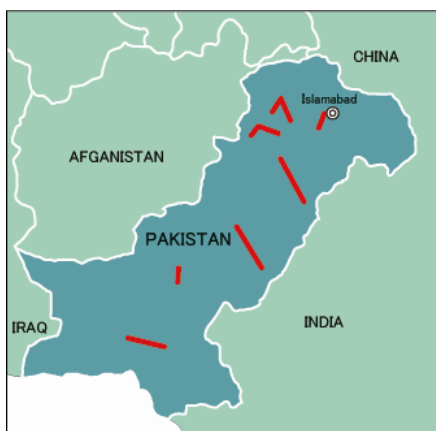 CHINA
Islamabad
AFGANISTAN
PAKISTAN
IRAQ
INDIA